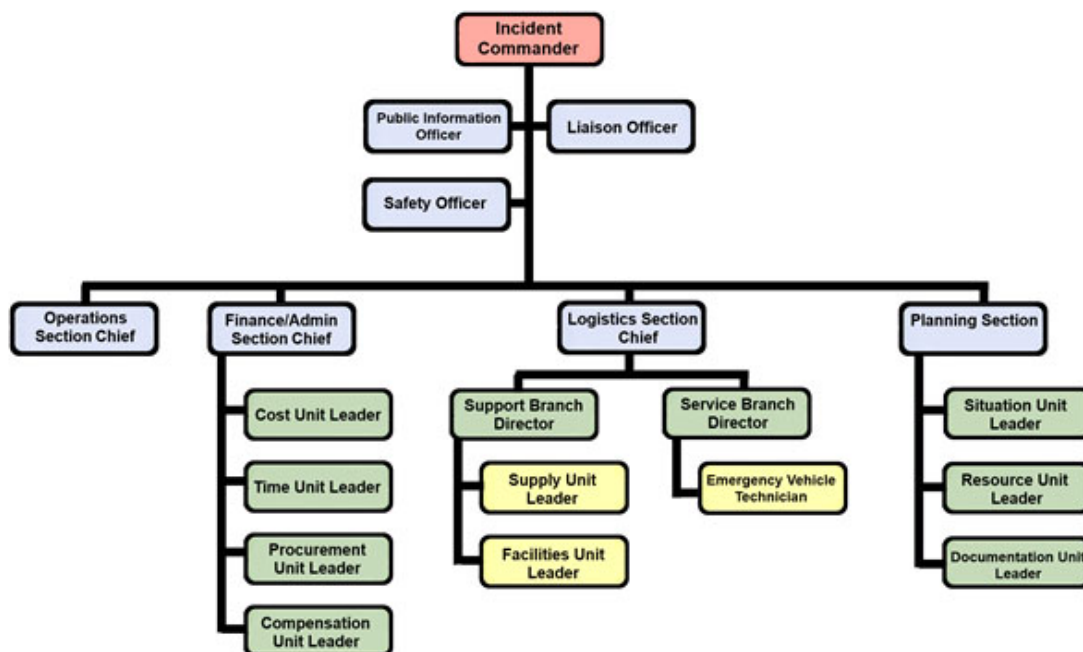 Incident
Commander
Public Information
Officer
Liaison Officer
Safety Officer
Operations
Section Chief
Finance/Admin
Section Chief
Logistics Section
Chief
Planning Section
Cost Unit Leader
Time Unit Leader
Procurement
Unit Leader
Compensation
Unit Leader
Support Branch
Director
Supply Unit
Leader
Facilities Unit
Leader
Service Branch
Director
Emergency Vehicle
Technician
Situation Unit
Leader
Resource Unit
Leader
Documentation Unit
Leader